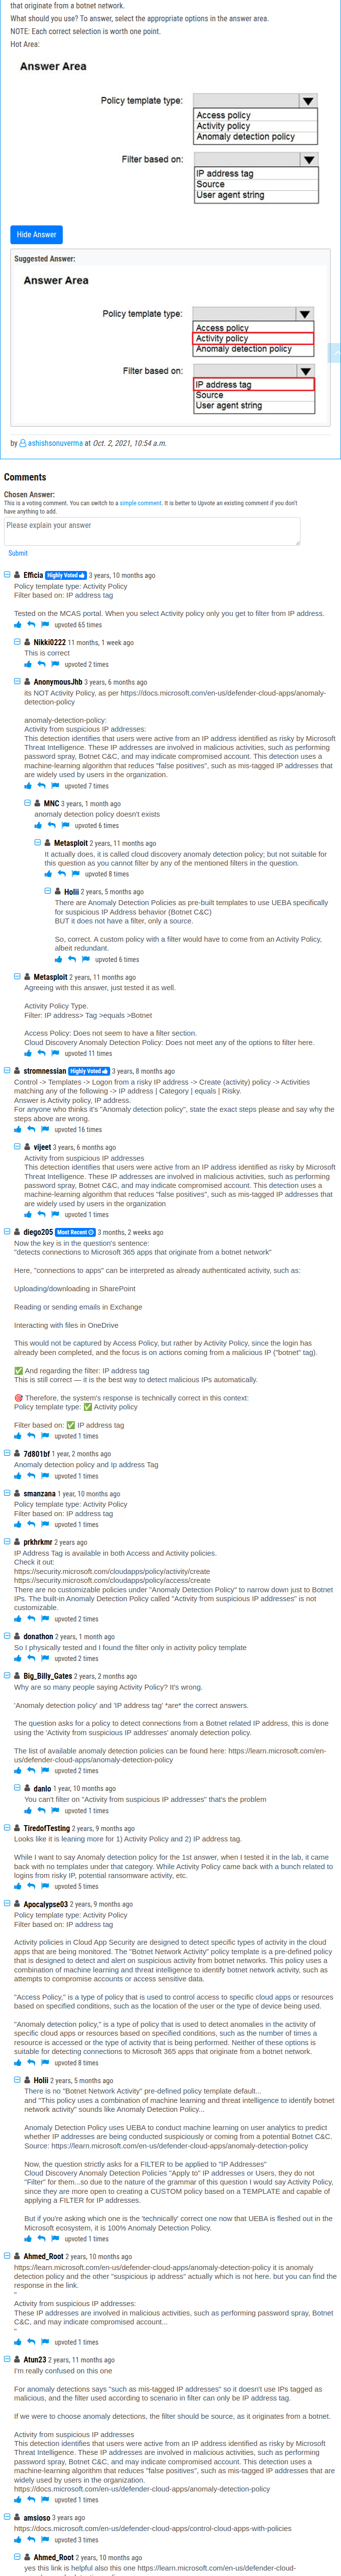 that originate from a botnet network.
What should you use? To answer, select the appropriate options in the answer area.
NOTE: Each correct selection is worth one point.
Hot Area:
Answer Area
Policy template type:
Access policy
Activity policy
Anomaly detection policy
Filter based on:
IP address tag
Source
User agent string
Hide Answer
Suggested Answer:
Answer Area
Policy template type:
Access policy
Activity policy
Anomaly detection policy
Filter based on:
IP address tag
Source
User agent string
by ashishsonuverma at Oct. 2, 2021, 10:54 a.m.
Comments
Chosen Answer:
This is a voting comment. You can switch to a simple comment. It is better to Upvote an existing comment if you don't
have anything to add.
Please explain your answer
Submit
Efficia Highly Voted 3 years, 10 months ago
Policy template type: Activity Policy
Filter based on: IP address tag
Tested on the MCAS portal. When you select Activity policy only you get to filter from IP address.
upvoted 65 times
Nikki0222 11 months, 1 week ago
This is correct
upvoted 2 times
AnonymousJhb 3 years, 6 months ago
its NOT Activity Policy, as per https://docs.microsoft.com/en-us/defender-cloud-apps/anomaly-
detection-policy
anomaly-detection-policy:
Activity from suspicious IP addresses:
This detection identifies that users were active from an IP address identified as risky by Microsoft
Threat Intelligence. These IP addresses are involved in malicious activities, such as performing
password spray, Botnet C&C, and may indicate compromised account. This detection uses a
machine-learning algorithm that reduces "false positives", such as mis-tagged IP addresses that
are widely used by users in the organization.
upvoted 7 times
MNC 3 years, 1 month ago
anomaly detection policy doesn't exists
upvoted 6 times
Metasploit 2 years, 11 months ago
It actually does, it is called cloud discovery anomaly detection policy; but not suitable for
this question as you cannot filter by any of the mentioned filters in the question.
upvoted 8 times
Holii 2 years, 5 months ago
There are Anomaly Detection Policies as pre-built templates to use UEBA specifically
for suspicious IP Address behavior (Botnet C&C)
BUT it does not have a filter, only a source.
So, correct. A custom policy with a filter would have to come from an Activity Policy,
albeit redundant.
upvoted 6 times
Metasploit 2 years, 11 months ago
Agreeing with this answer, just tested it as well.
Activity Policy Type.
Filter: IP address> Tag >equals >Botnet
Access Policy: Does not seem to have a filter section.
Cloud Discovery Anomaly Detection Policy: Does not meet any of the options to filter here.
upvoted 11 times
stromnessian Highly Voted 3 years, 8 months ago
Control -> Templates -> Logon from a risky IP address -> Create (activity) policy -> Activities
matching any of the following -> IP address | Category | equals | Risky.
Answer is Activity policy, IP address.
For anyone who thinks it's "Anomaly detection policy", state the exact steps please and say why the
steps above are wrong.
upvoted 16 times
vijeet 3 years, 6 months ago
Activity from suspicious IP addresses
This detection identifies that users were active from an IP address identified as risky by Microsoft
Threat Intelligence. These IP addresses are involved in malicious activities, such as performing
password spray, Botnet C&C, and may indicate compromised account. This detection uses a
machine-learning algorithm that reduces "false positives", such as mis-tagged IP addresses that
are widely used by users in the organization
upvoted 1 times
diego205 Most Recent 3 months, 2 weeks ago
Now the key is in the question's sentence:
"detects connections to Microsoft 365 apps that originate from a botnet network"
Here, "connections to apps" can be interpreted as already authenticated activity, such as:
Uploading/downloading in SharePoint
Reading or sending emails in Exchange
Interacting with files in OneDrive
This would not be captured by Access Policy, but rather by Activity Policy, since the login has
already been completed, and the focus is on actions coming from a malicious IP ("botnet" tag).
✅ And regarding the filter: IP address tag
This is still correct — it is the best way to detect malicious IPs automatically.
🎯 Therefore, the system's response is technically correct in this context:
Policy template type: ✅ Activity policy
Filter based on: ✅ IP address tag
upvoted 1 times
7d801bf 1 year, 2 months ago
Anomaly detection policy and Ip address Tag
upvoted 1 times
smanzana 1 year, 10 months ago
Policy template type: Activity Policy
Filter based on: IP address tag
upvoted 1 times
prkhrkmr 2 years ago
IP Address Tag is available in both Access and Activity policies.
Check it out:
https://security.microsoft.com/cloudapps/policy/activity/create
https://security.microsoft.com/cloudapps/policy/access/create
There are no customizable policies under "Anomaly Detection Policy" to narrow down just to Botnet
IPs. The built-in Anomaly Detection Policy called "Activity from suspicious IP addresses" is not
customizable.
upvoted 2 times
donathon 2 years, 1 month ago
So I physically tested and I found the filter only in activity policy template
upvoted 2 times
Big_Billy_Gates 2 years, 2 months ago
Why are so many people saying Activity Policy? It's wrong.
'Anomaly detection policy' and 'IP address tag' *are* the correct answers.
The question asks for a policy to detect connections from a Botnet related IP address, this is done
using the 'Activity from suspicious IP addresses' anomaly detection policy.
The list of available anomaly detection policies can be found here: https://learn.microsoft.com/en-
us/defender-cloud-apps/anomaly-detection-policy
upvoted 2 times
danlo 1 year, 10 months ago
You can't filter on "Activity from suspicious IP addresses" that's the problem
upvoted 1 times
TiredofTesting 2 years, 9 months ago
Looks like it is leaning more for 1) Activity Policy and 2) IP address tag.
While I want to say Anomaly detection policy for the 1st answer, when I tested it in the lab, it came
back with no templates under that category. While Activity Policy came back with a bunch related to
logins from risky IP, potential ransomware activity, etc.
upvoted 5 times
Apocalypse03 2 years, 9 months ago
Policy template type: Activity Policy
Filter based on: IP address tag
Activity policies in Cloud App Security are designed to detect specific types of activity in the cloud
apps that are being monitored. The "Botnet Network Activity" policy template is a pre-defined policy
that is designed to detect and alert on suspicious activity from botnet networks. This policy uses a
combination of machine learning and threat intelligence to identify botnet network activity, such as
attempts to compromise accounts or access sensitive data.
"Access Policy," is a type of policy that is used to control access to specific cloud apps or resources
based on specified conditions, such as the location of the user or the type of device being used.
"Anomaly detection policy," is a type of policy that is used to detect anomalies in the activity of
specific cloud apps or resources based on specified conditions, such as the number of times a
resource is accessed or the type of activity that is being performed. Neither of these options is
suitable for detecting connections to Microsoft 365 apps that originate from a botnet network.
upvoted 8 times
Holii 2 years, 5 months ago
There is no "Botnet Network Activity" pre-defined policy template default...
and "This policy uses a combination of machine learning and threat intelligence to identify botnet
network activity" sounds like Anomaly Detection Policy...
Anomaly Detection Policy uses UEBA to conduct machine learning on user analytics to predict
whether IP addresses are being conducted suspiciously or coming from a potential Botnet C&C.
Source: https://learn.microsoft.com/en-us/defender-cloud-apps/anomaly-detection-policy
Now, the question strictly asks for a FILTER to be applied to "IP Addresses"
Cloud Discovery Anomaly Detection Policies "Apply to" IP addresses or Users, they do not
"Filter" for them...so due to the nature of the grammar of this question I would say Activity Policy,
since they are more open to creating a CUSTOM policy based on a TEMPLATE and capable of
applying a FILTER for IP addresses.
But if you're asking which one is the 'technically' correct one now that UEBA is fleshed out in the
Microsoft ecosystem, it is 100% Anomaly Detection Policy.
upvoted 1 times
Ahmed_Root 2 years, 10 months ago
https://learn.microsoft.com/en-us/defender-cloud-apps/anomaly-detection-policy it is anomaly
detection policy and the other "suspicious ip address" actually which is not here. but you can find the
response in the link.
"
Activity from suspicious IP addresses:
These IP addresses are involved in malicious activities, such as performing password spray, Botnet
C&C, and may indicate compromised account...
"
upvoted 1 times
Atun23 2 years, 11 months ago
I'm really confused on this one
For anomaly detections says "such as mis-tagged IP addresses" so it doesn't use IPs tagged as
malicious, and the filter used according to scenario in filter can only be IP address tag.
If we were to choose anomaly detections, the filter should be source, as it originates from a botnet.
Activity from suspicious IP addresses
This detection identifies that users were active from an IP address identified as risky by Microsoft
Threat Intelligence. These IP addresses are involved in malicious activities, such as performing
password spray, Botnet C&C, and may indicate compromised account. This detection uses a
machine-learning algorithm that reduces "false positives", such as mis-tagged IP addresses that are
widely used by users in the organization.
https://docs.microsoft.com/en-us/defender-cloud-apps/anomaly-detection-policy
upvoted 1 times
amsioso 3 years ago
https://docs.microsoft.com/en-us/defender-cloud-apps/control-cloud-apps-with-policies
upvoted 3 times
Ahmed_Root 2 years, 10 months ago
yes this link is helpful also this one https://learn.microsoft.com/en-us/defender-cloud-